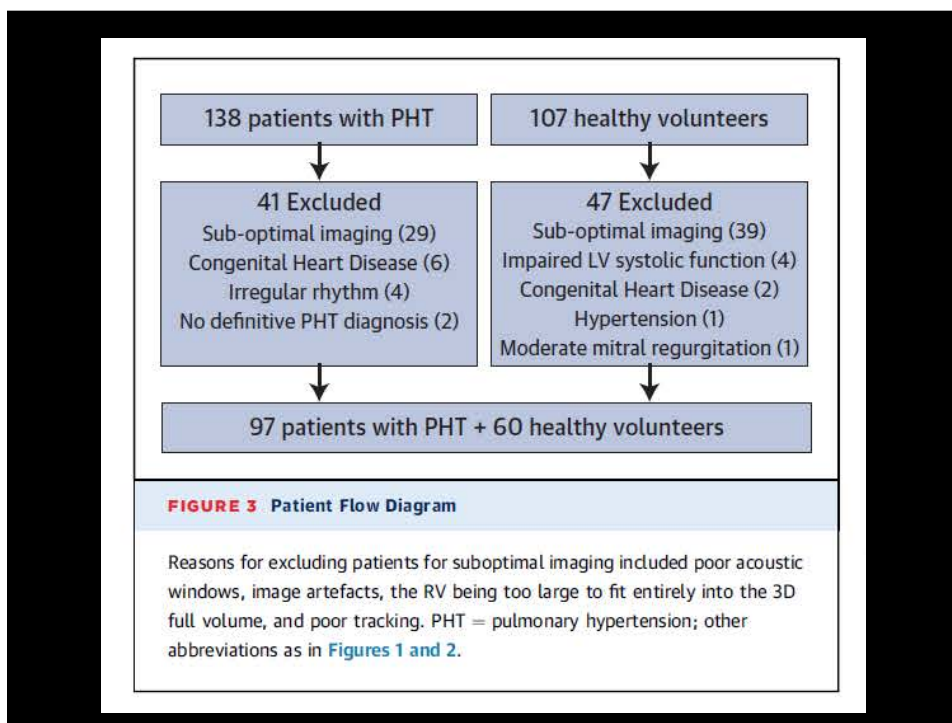 138 patients with PHT
107 healthy volunteers
41 Excluded
Sub-optimal imaging (29)
Congenital Heart Disease (6)
Irregular rhythm (4)
No definitive PHT diagnosis (2)
47 Excluded
Sub-optimal imaging (39)
Impaired LV systolic function (4)
Congenital Heart Disease (2)
Hypertension (1)
Moderate mitral regurgitation (1)
97 patients with PHT + 60 healthy volunteers
FIGURE 3 Patient Flow Diagram
Reasons for excluding patients for suboptimal imaging included poor acoustic
windows, image artefacts, the RV being too large to fit entirely into the 3D
full volume, and poor tracking. PHT = pulmonary hypertension; other
abbreviations as in Figures 1 and 2.